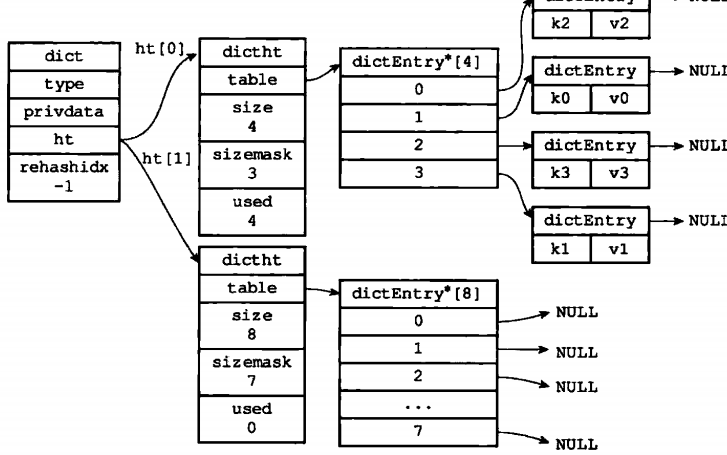 dictEntry
NULL
k2 v2
dict
type
privdata
ht
rehashidx
-1
ht[0]
ht[1]
dictht
table
size
4
sizemask
3
used
4
dictEntry*[4]
0
1
2
3
dictEntry
NULL
k0 v0
dictEntry
NULL
k3 v3
dictEntry
NULL
k1 v1
dictht
table
size
8
sizemask
7
used
0
dictEntry*[8]
0
1
2
...
7
NULL
NULL
NULL
NULL